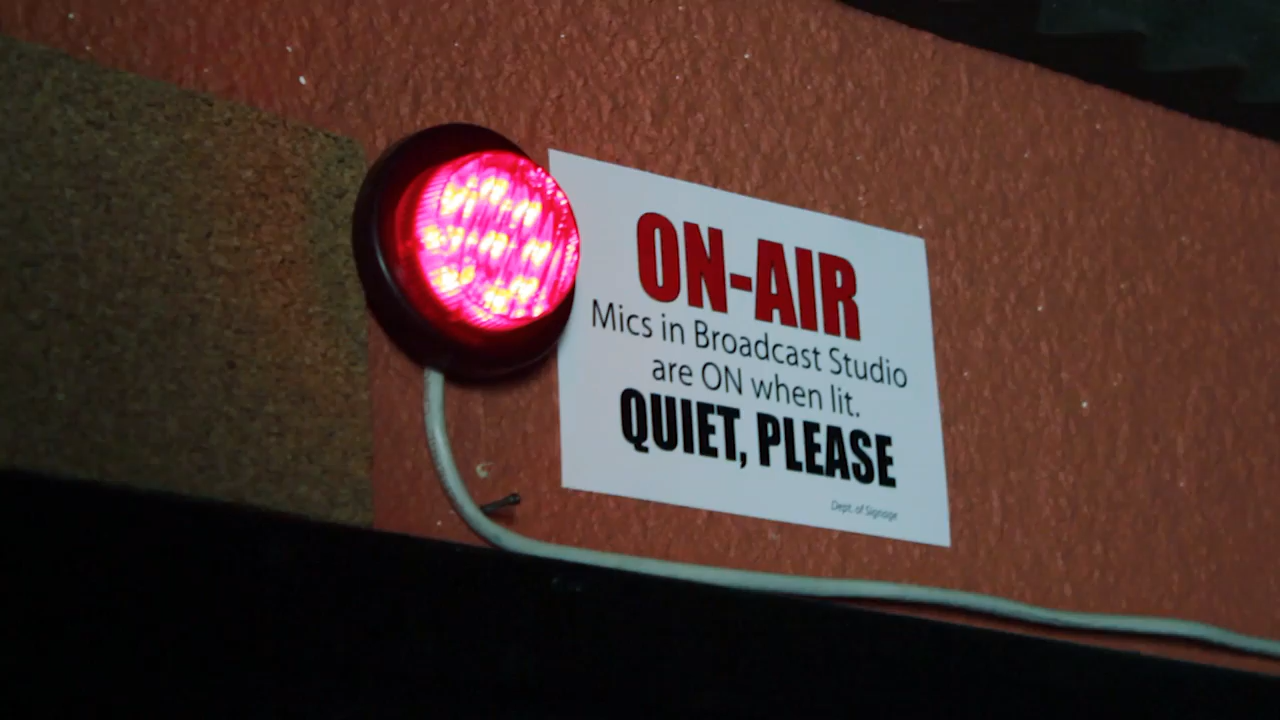 ON-AIR
Mics in Broadcast Studio
are ON when lit.
QUIET, PLEASE
Dept. of Signage